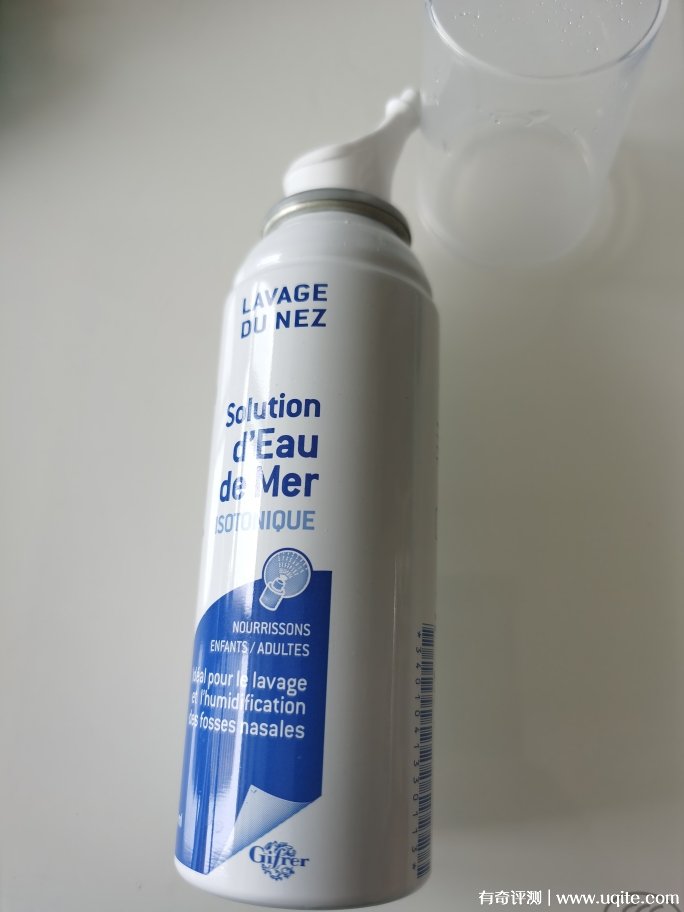 LAVAGE
DU NEZ
Solution
d'Eau
de Mer
ISOTONIQUE
NOURRISSONS
ENFANTS / ADULTES
idéal pour le lavage
et l'humidification
des fosses nasales
Gifrer
有奇评测 | www.uqite.com